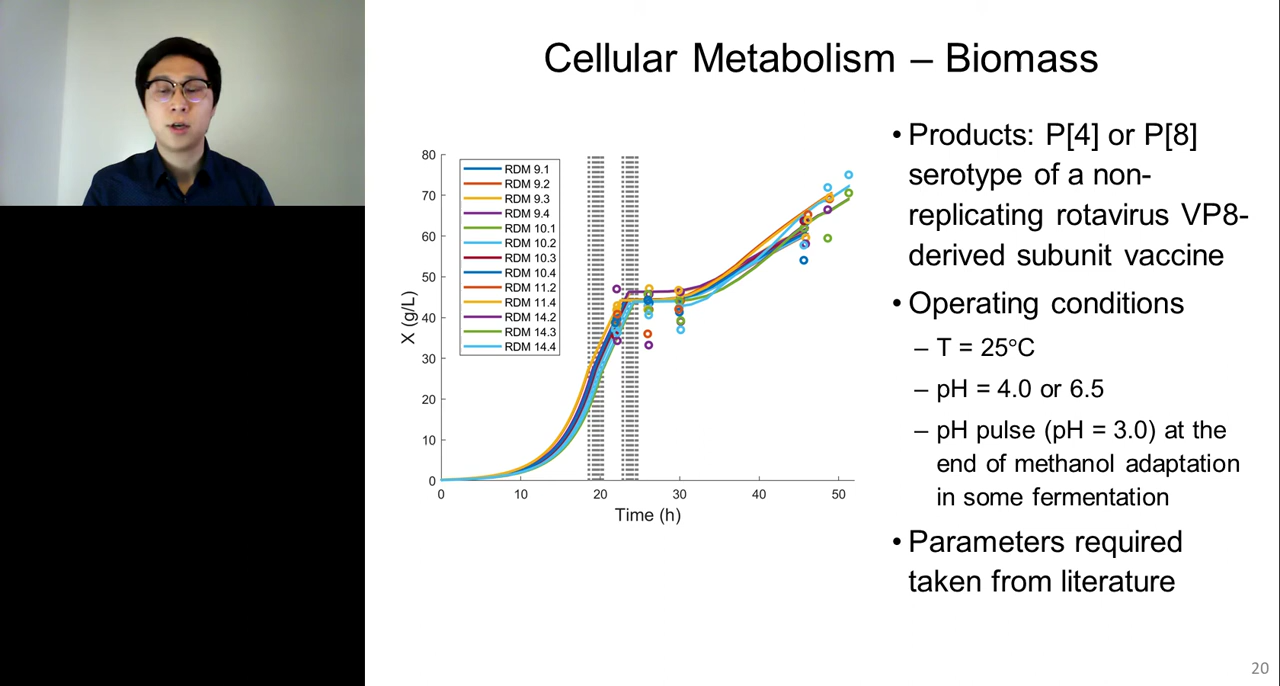 Cellular Metabolism – Biomass
80
70
60
50
40
30
20
10
0
X (g/L)
RDM 9.1
RDM 9.2
RDM 9.3
RDM 9.4
RDM 10.1
RDM 10.2
RDM 10.3
RDM 10.4
RDM 11.2
RDM 11.4
RDM 14.2
RDM 14.3
RDM 14.4
0 10 20 30 40 50
Time (h)
• Products: P[4] or P[8]
serotype of a non-
replicating rotavirus VP8-
derived subunit vaccine
• Operating conditions
– T = 25°C
– pH = 4.0 or 6.5
– pH pulse (pH = 3.0) at the
end of methanol adaptation
in some fermentation
• Parameters required
taken from literature
20